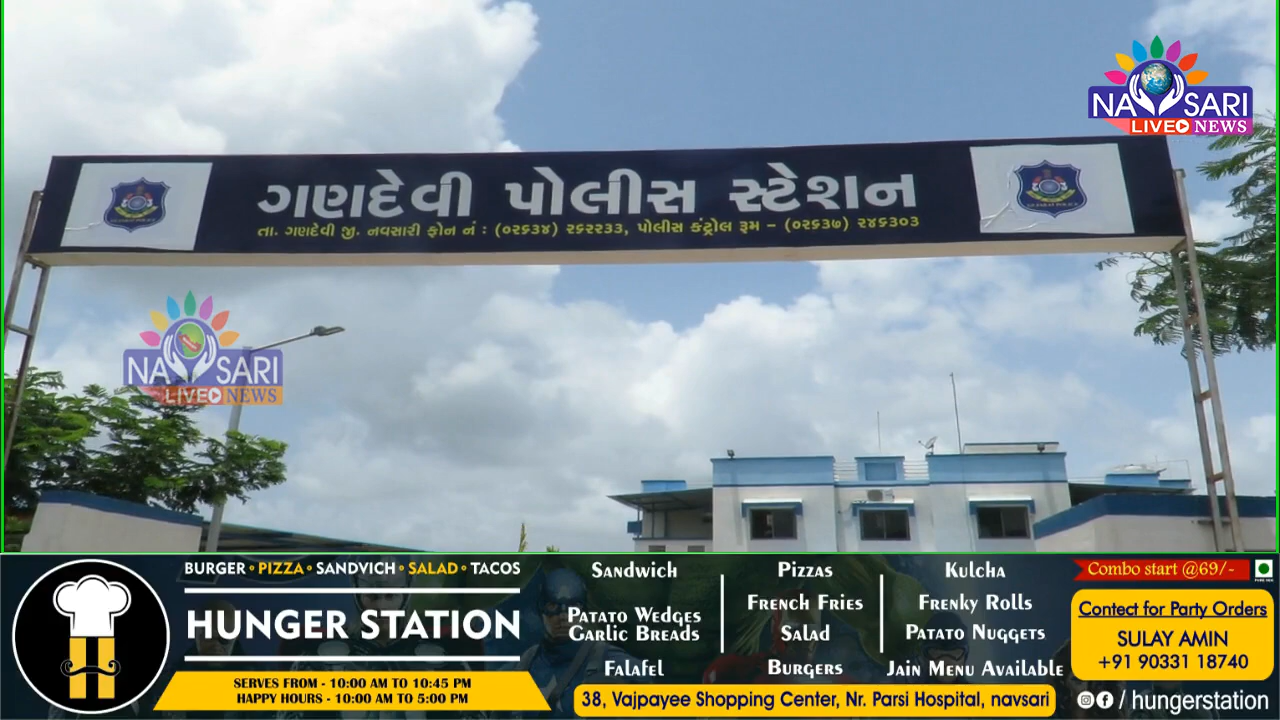 NAVSARI
LIVE NEWS
ગણદેવી પોલીસ સ્ટેશન
તા. ગણદેવી જી. નવસારી ફોન નં : (૦૨૬૩૪) ૨૬૨૨૩૩, પોલીસ કંટ્રોલ રૂમ – (૦૨૬૩૭) ૨૪૬૩૦૩
NAVSARI
LIVE NEWS
BURGER • PIZZA • SANDVICH • SALAD • TACOS
HUNGER STATION
SERVES FROM - 10:00 AM TO 10:45 PM
HAPPY HOURS - 10:00 AM TO 5:00 PM
Sandwich
Patato Wedges
Garlic Breads
Falafel
Pizzas
French Fries
Salad
Burgers
Kulcha
Frenky Rolls
Patato Nuggets
Jain Menu Available
38, Vajpayee Shopping Center, Nr. Parsi Hospital, navsari
Combo start @69/-
Contect for Party Orders
SULAY AMIN
+91 90331 18740
/ hungerstation